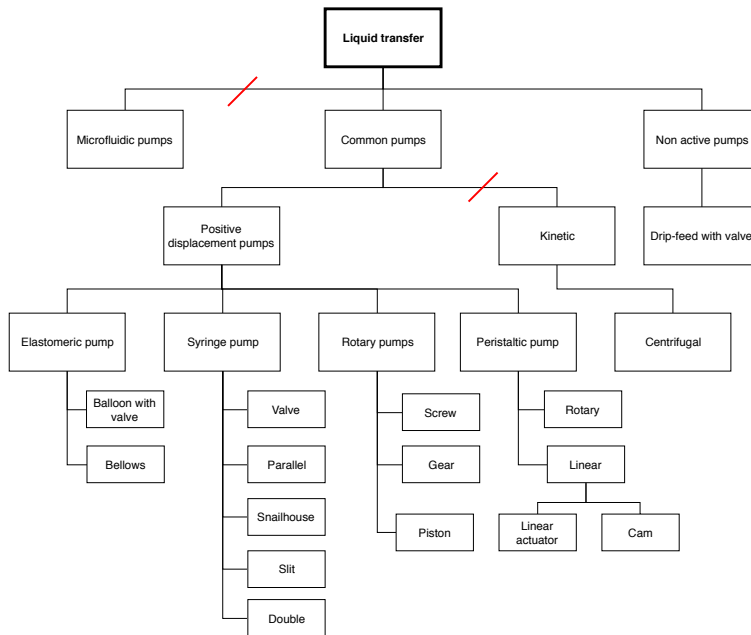 Liquid transfer
Microfluidic pumps
Common pumps
Non active pumps
Positive
displacement pumps
Kinetic
Drip-feed with valve
Elastomeric pump
Syringe pump
Rotary pumps
Peristaltic pump
Centrifugal
Balloon with
valve
Valve
Screw
Rotary
Bellows
Parallel
Gear
Linear
Snailhouse
Piston
Linear
actuator
Cam
Slit
Double